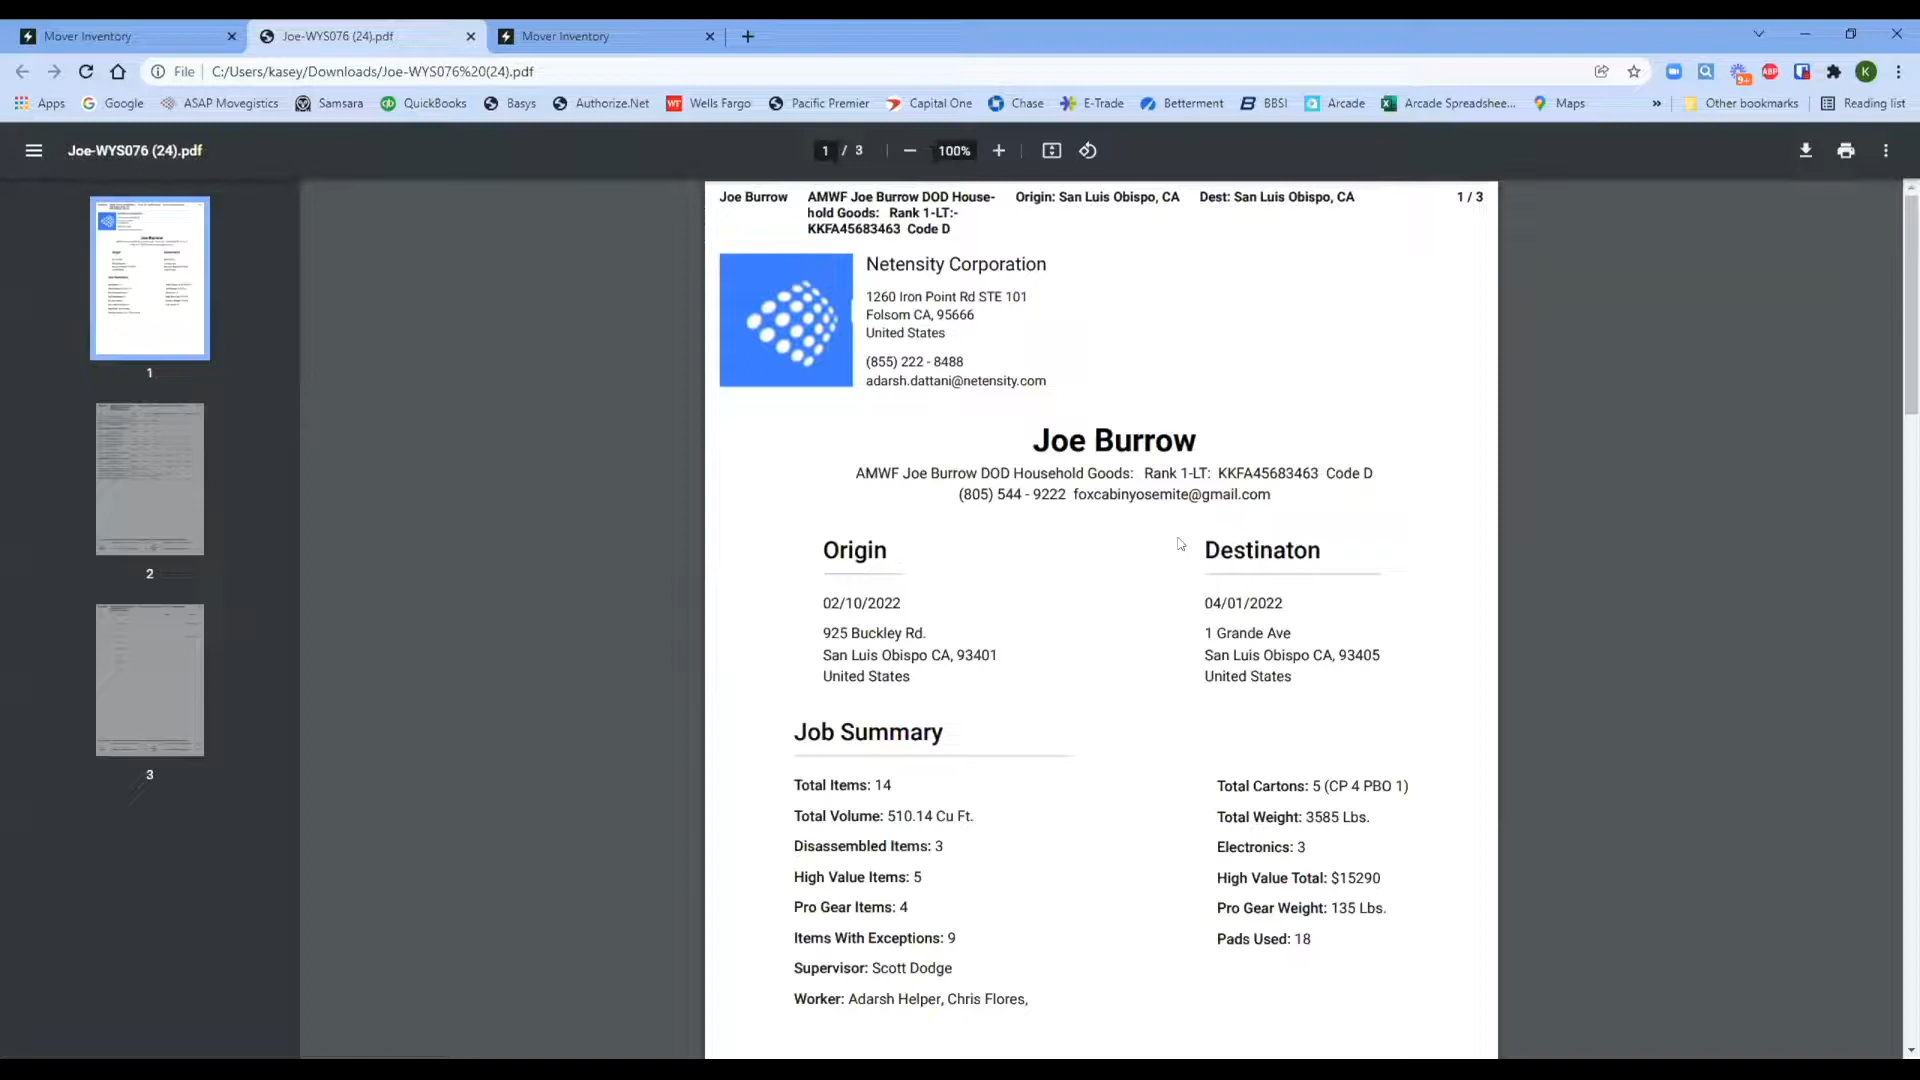 Mover Inventory
Joe-WYS076 (24).pdf
Mover Inventory
File
C:/Users/kasey/Downloads/Joe-WYS076%20(24).pdf
9+
ABP
K
Apps
Google
ASAP Movegistics
Samsara
QuickBooks
Basys
Authorize.Net
Wells Fargo
Pacific Premier
Capital One
Chase
E-Trade
Betterment
BBSI
Arcade
Arcade Spreadshee...
Maps
»
Other bookmarks
Reading list
Joe-WYS076 (24).pdf
1 / 3
100%
1
2
3
Joe Burrow
AMWF Joe Burrow DOD House-
hold Goods: Rank 1-LT:-
KKFA45683463 Code D
Origin: San Luis Obispo, CA
Dest: San Luis Obispo, CA
1 / 3
Netensity Corporation
1260 Iron Point Rd STE 101
Folsom CA, 95666
United States
(855) 222 - 8488
adarsh.dattani@netensity.com
Joe Burrow
AMWF Joe Burrow DOD Household Goods: Rank 1-LT: KKFA45683463 Code D
(805) 544 - 9222 foxcabinyosemite@gmail.com
Origin
02/10/2022
925 Buckley Rd.
San Luis Obispo CA, 93401
United States
Destinaton
04/01/2022
1 Grande Ave
San Luis Obispo CA, 93405
United States
Job Summary
Total Items: 14
Total Volume: 510.14 Cu Ft.
Disassembled Items: 3
High Value Items: 5
Pro Gear Items: 4
Items With Exceptions: 9
Supervisor: Scott Dodge
Worker: Adarsh Helper, Chris Flores,
Total Cartons: 5 (CP 4 PBO 1)
Total Weight: 3585 Lbs.
Electronics: 3
High Value Total: $15290
Pro Gear Weight: 135 Lbs.
Pads Used: 18